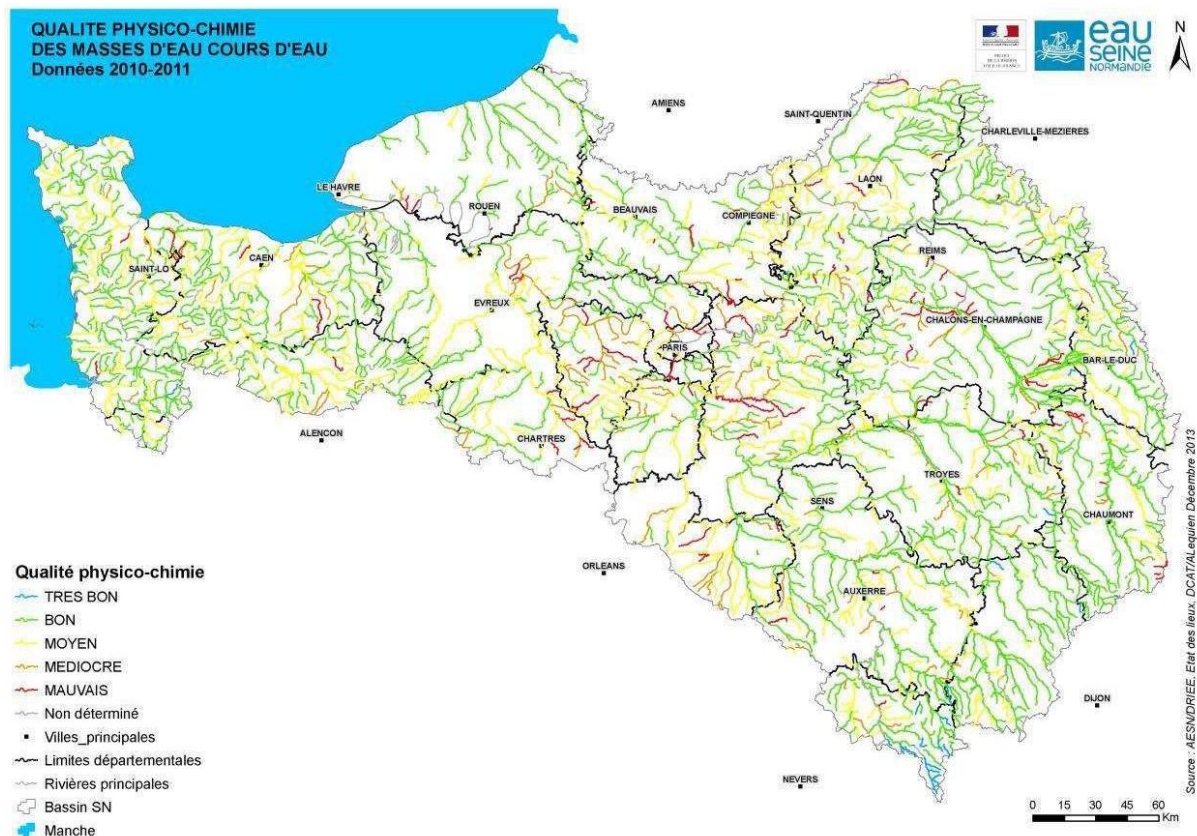 QUALITE PHYSICO-CHIMIE
DES MASSES D'EAU COURS D'EAU
Données 2010-2011
eau
SEINE
NORMANDIE
N
AMIENS
SAINT-QUENTIN
CHARLEVILLE-MEZIERES
LE HAVRE
ROUEN
BEAUVAIS
COMPIEGNE
LAON
SAINT-LO
CAEN
REIMS
EVREUX
PARIS
CHALONS-EN-CHAMPAGNE
BAR-LE-DUC
ALENCON
CHARTRES
TROYES
SENS
CHAUMONT
ORLEANS
AUXERRE
DIJON
NEVERS
Qualité physico-chimie
TRES BON
BON
MOYEN
MEDIOCRE
MAUVAIS
Non déterminé
Villes_principales
Limites départementales
Rivières principales
Bassin SN
Manche
0 15 30 45 60
Km
Source : AESN/DRIEE, Etat des lieux, DCAT/ALequien Décembre 2013